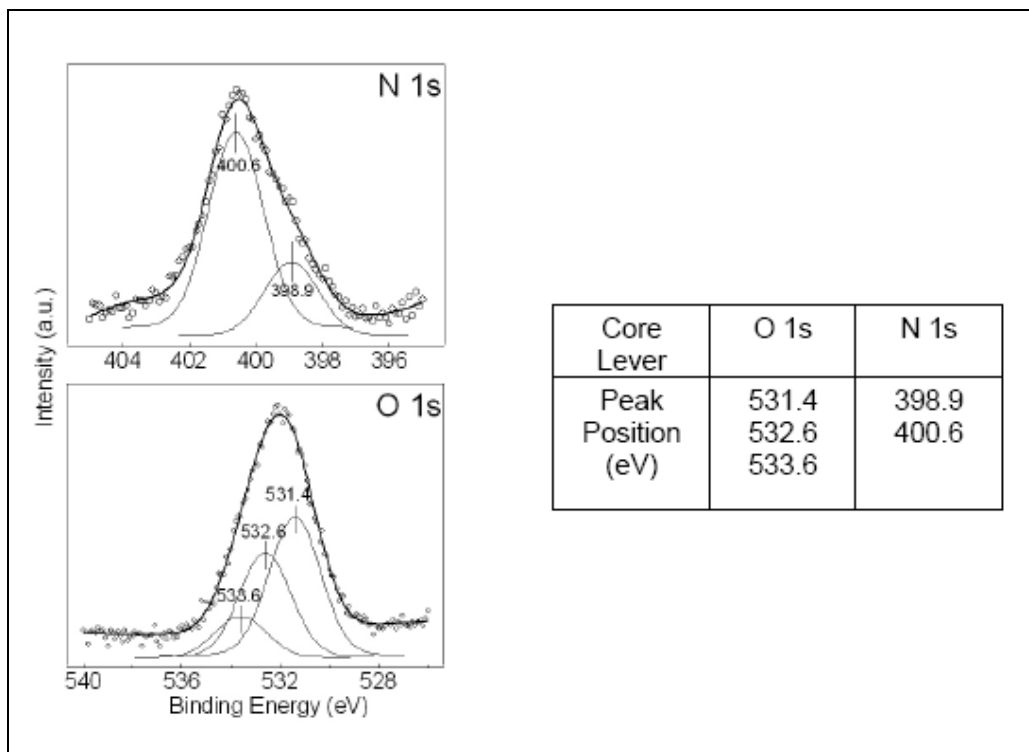 N 1s
400.6
398.9
404 402 400 398 396
Intensity (a.u.)
O 1s
531.4
532.6
533.6
540 536 532 528
Binding Energy (eV)
Core Lever O 1s N 1s
Peak Position (eV) 531.4 532.6 533.6 398.9 400.6